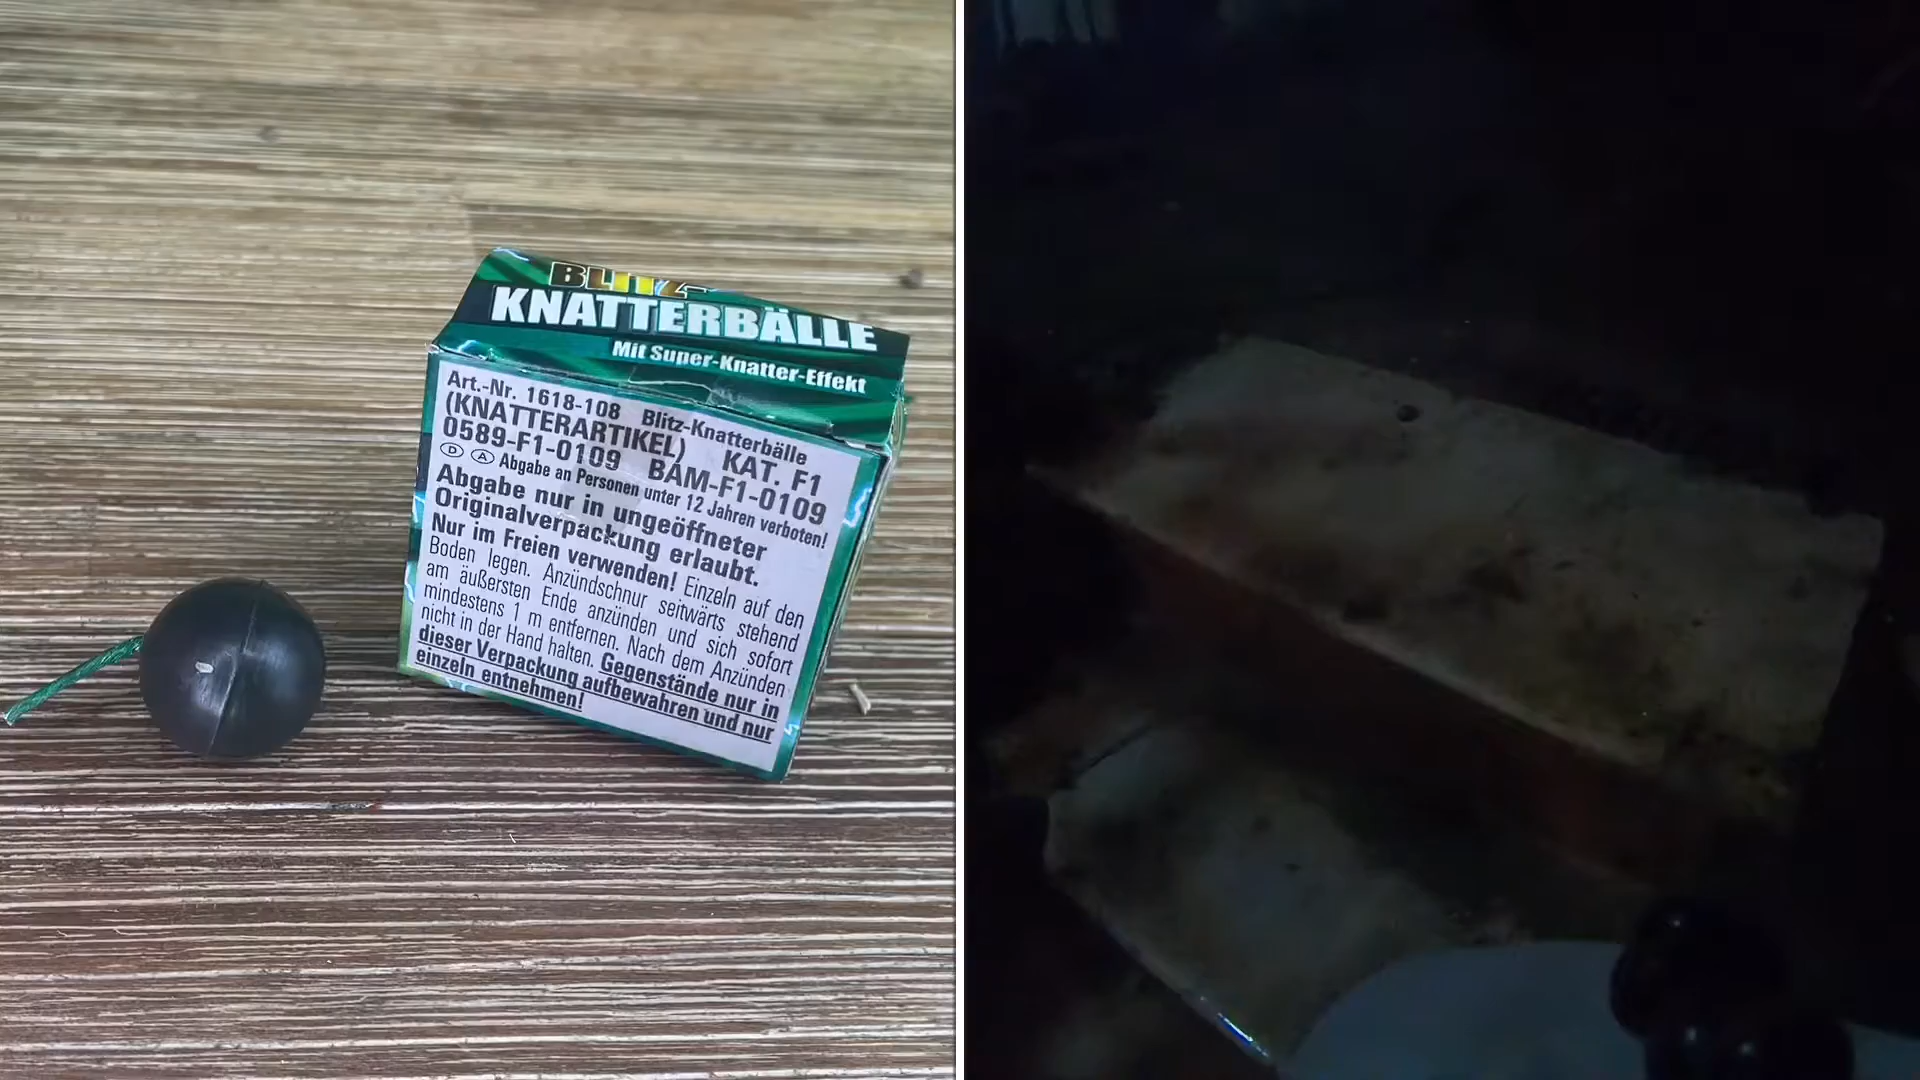 BLITZ-
KNATTERBÄLLE
Mit Super-Knatter-Effekt
Art.-Nr. 1618-108 Blitz-Knatterbälle
(KNATTERARTIKEL) KAT. F1
0589-F1-0109 BAM-F1-0109
D A Abgabe an Personen unter 12 Jahren verboten!
Abgabe nur in ungeöffneter
Originalverpackung erlaubt.
Nur im Freien verwenden! Einzeln auf den
Boden legen. Anzündschnur seitwärts stehend
am äußersten Ende anzünden und sich sofort
mindestens 1 m entfernen. Nach dem Anzünden
nicht in der Hand halten. Gegenstände nur in
dieser Verpackung aufbewahren und nur
einzeln entnehmen!